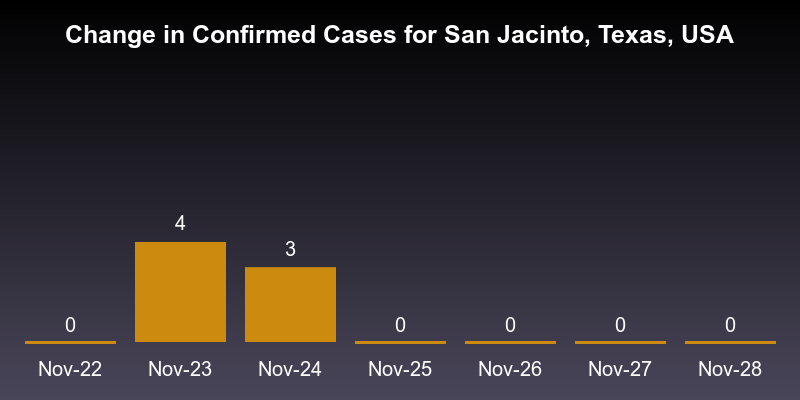 Change in Confirmed Cases for San Jacinto, Texas, USA
4
3
0 0 0 0 0
Nov-22 Nov-23 Nov-24 Nov-25 Nov-26 Nov-27 Nov-28